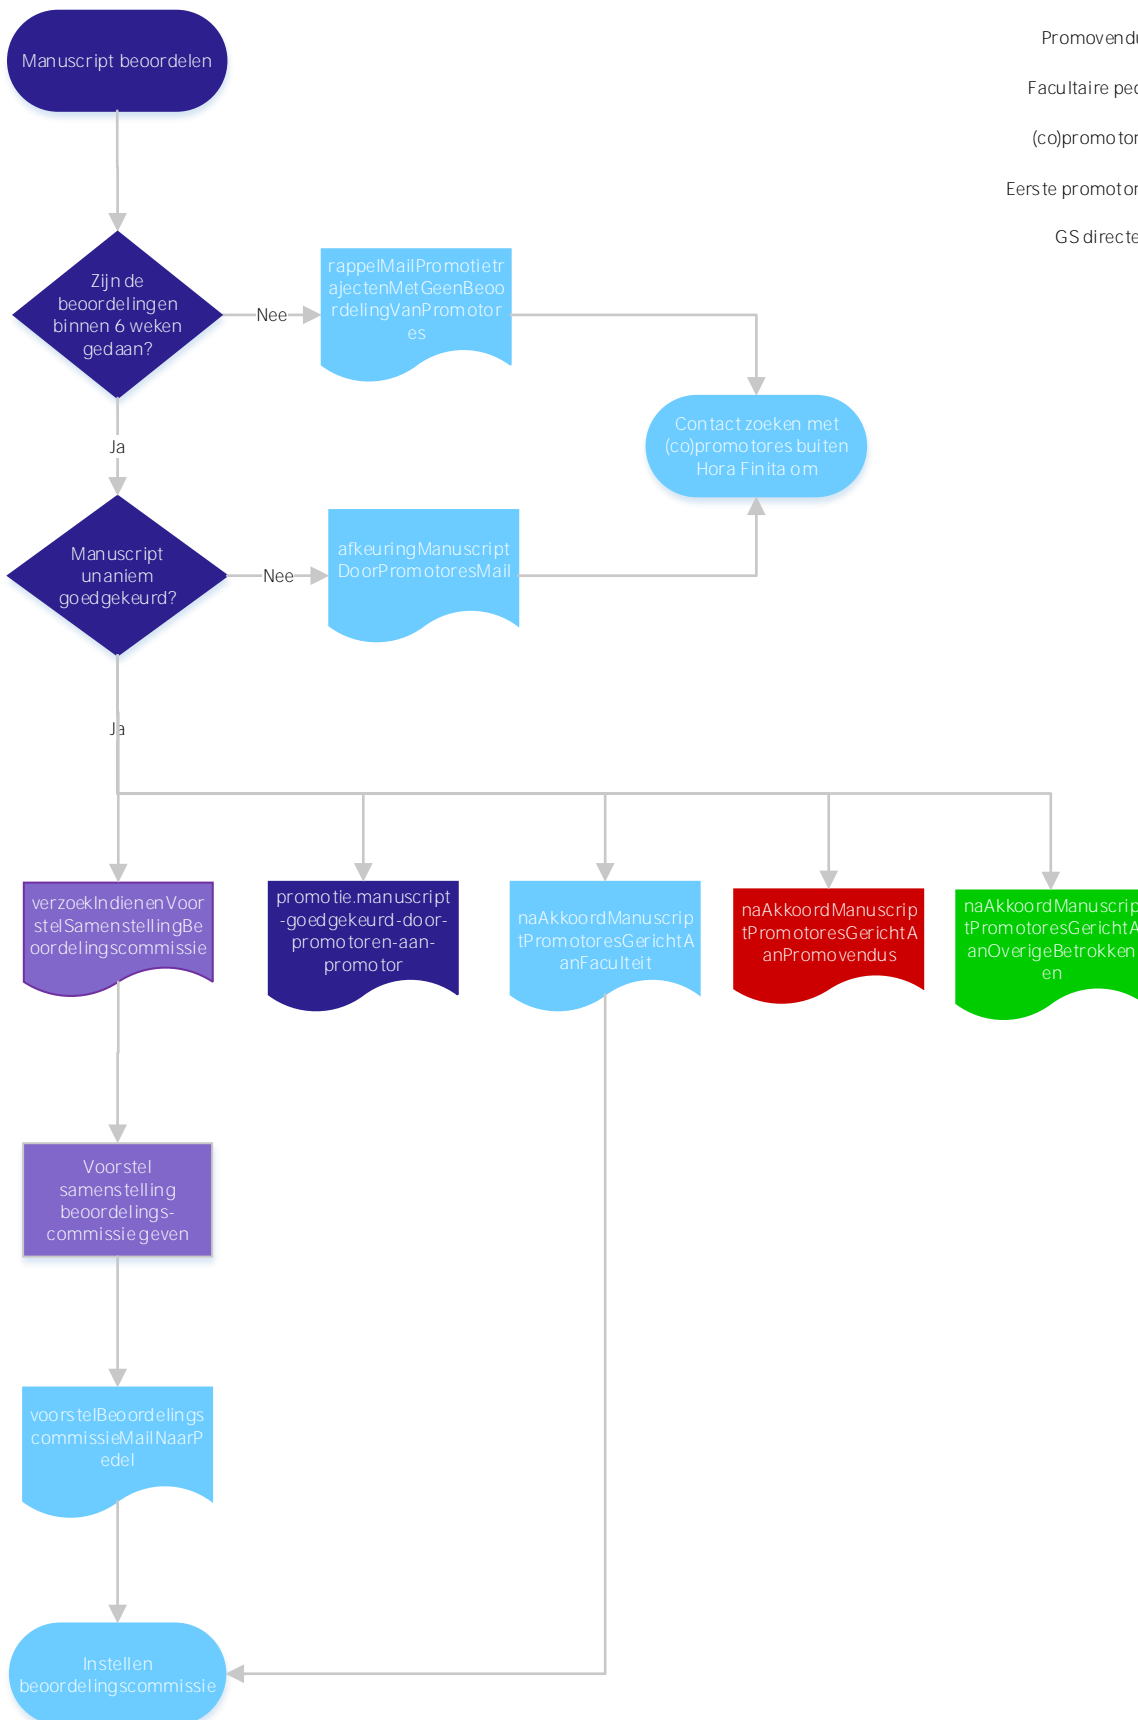 Manuscript beoordelen
Promovendu
Facultaire ped
(co)promotor
Eerste promotor
GS directe
Zijn de
beoordelingen
binnen 6 weken
gedaan?
Nee
rappelMailPromotietr
ajectenMetGeenBeoo
rdelingVanPromotor
es
Contact zoeken met
(co)promotores buiten
Hora Finita om
Ja
Manuscript
unaniem
goedgekeurd?
Nee
afkeuringManuscript
DoorPromotoresMail
Ja
verzoekIndienenVoor
stelSamenstellingBe
oordelingscommissie
promotie.manuscript
-goedgekeurd-door-
promotoren-aan-
promotor
naAkkoordManuscrip
tPromotoresGerichtA
anFaculteit
naAkkoordManuscrip
tPromotoresGerichtA
anPromovendus
naAkkoordManuscrip
tPromotoresGerichtA
anOverigeBetrokken
en
Voorstel
samenstelling
beoordelings-
commissie geven
voorstelBeoordelings
commissieMailNaarP
edel
Instellen
beoordelingscommissie